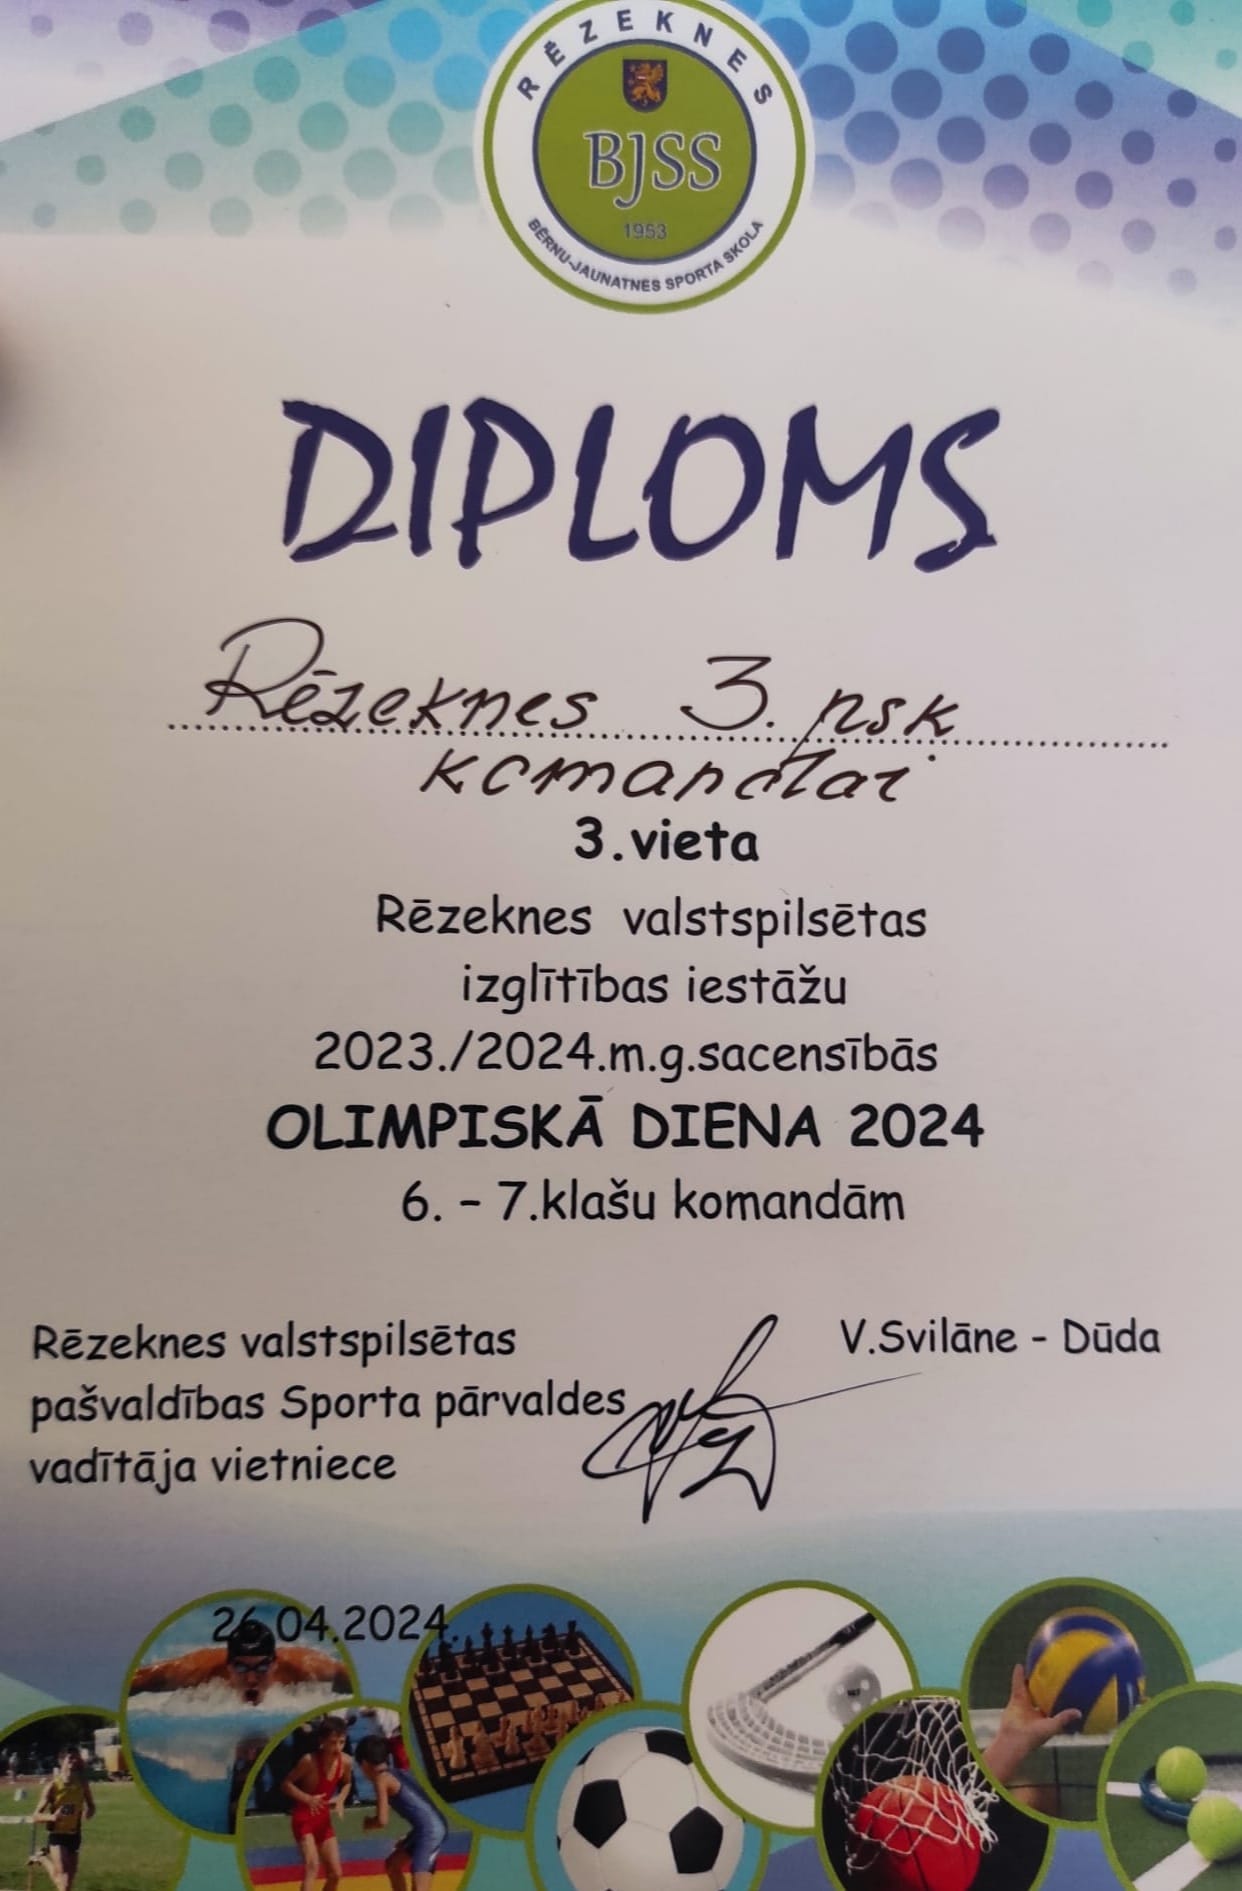 RĒZEKNES
BJSS
1953
BĒRNU-JAUNATNES SPORTA SKOLA
DIPLOMS
Rēzeknes 3. psk
komandai
3.vieta
Rēzeknes valstspilsētas
izglītības iestāžu
2023./2024.m.g.sacensībās
OLIMPISKĀ DIENA 2024
6. – 7.klašu komandām
Rēzeknes valstspilsētas V.Svilāne - Dūda
pašvaldības Sporta pārvaldes
vadītāja vietniece
26.04.2024.